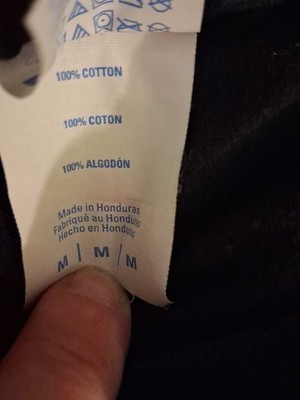 100% COTTON
100% COTON
100% ALGODÓN
Made in Honduras
Fabriqué au Honduras
Hecho en Honduras
M | M / M